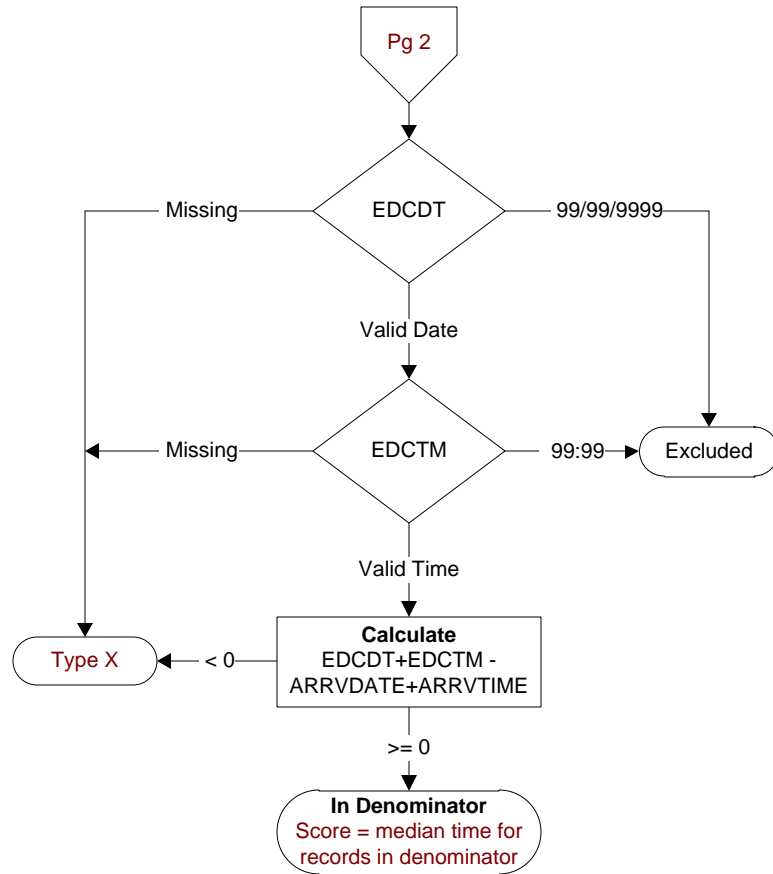 Pg 2
EDCDT
Missing
99/99/9999
Valid Date
EDCTM
Missing
99:99
Excluded
Valid Time
Calculate
EDCDT+EDCTM -
ARRVDATE+ARRVTIME
< 0
Type X
>= 0
In Denominator
Score = median time for
records in denominator